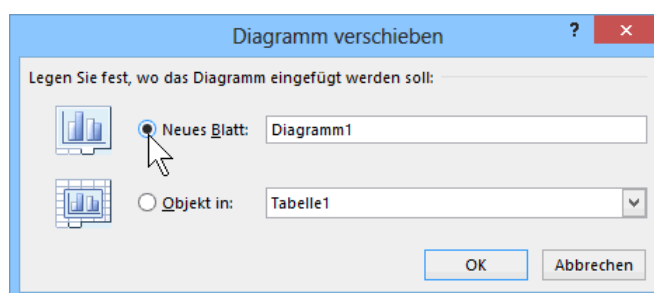 Diagramm verschieben
? ×
Legen Sie fest, wo das Diagramm eingefügt werden soll:
Neues Blatt: Diagramm1
Objekt in: Tabelle1
OK Abbrechen